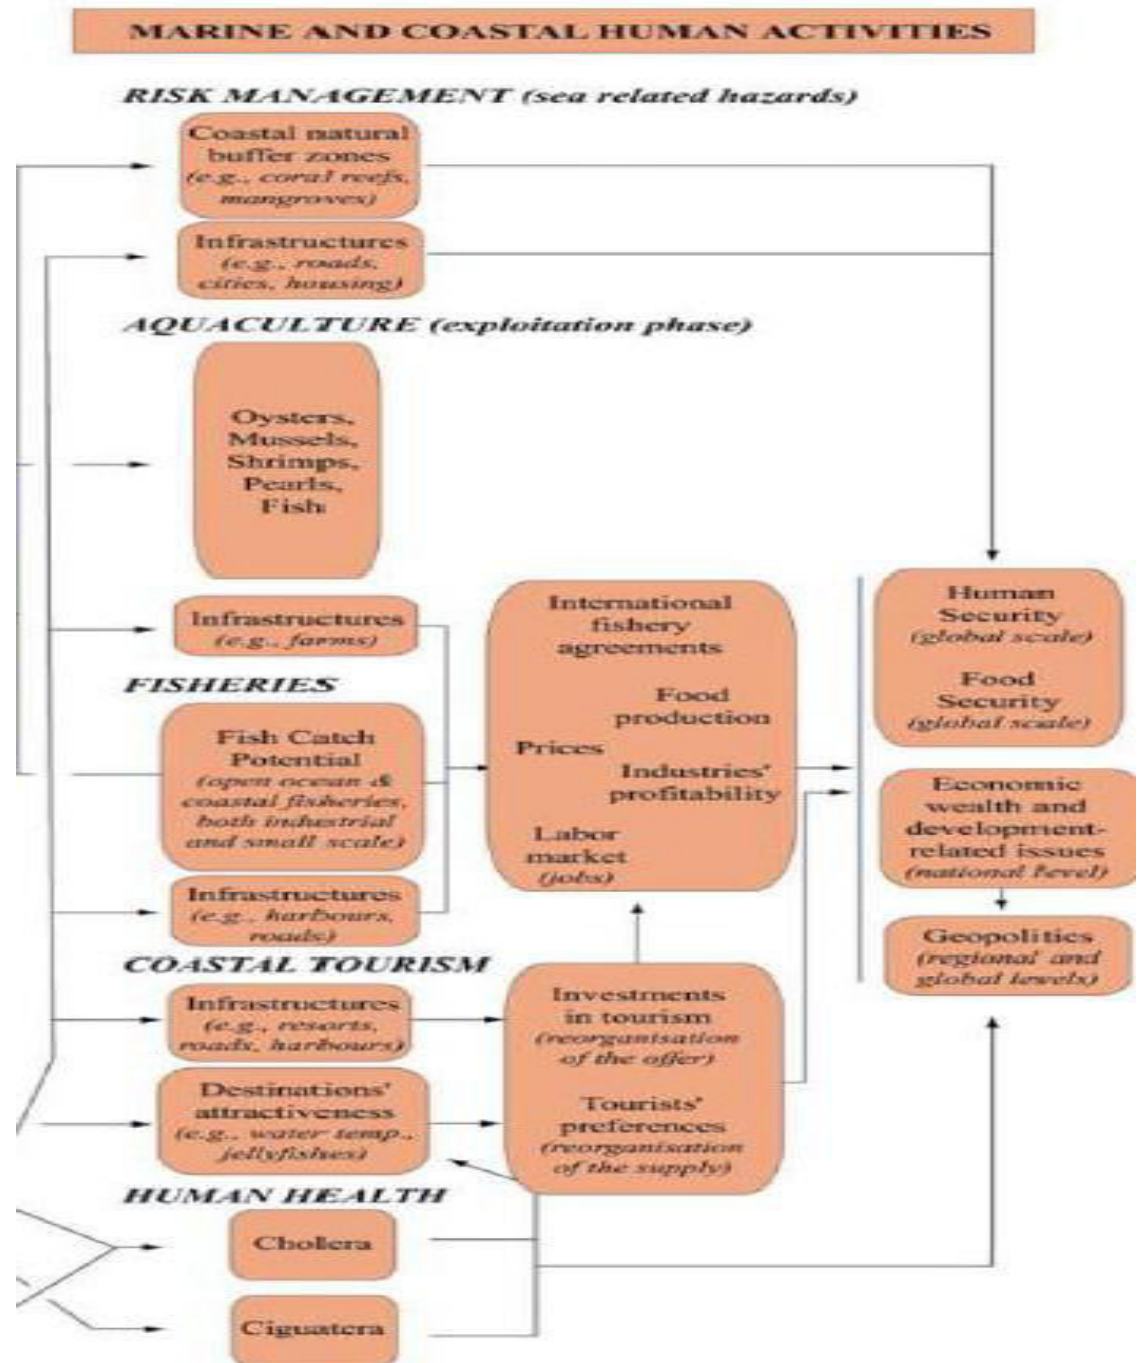 MARINE AND COASTAL HUMAN ACTIVITIES
RISK MANAGEMENT (sea related hazards)
Coastal natural
buffer zones
(e.g., coral reefs,
mangroves)
Infrastructures
(e.g., roads,
cities, housing)
AQUACULTURE (exploitation phase)
Oysters,
Mussels,
Shrimps,
Pearls,
Fish
Infrastructures
(e.g., farms)
FISHERIES
Fish Catch
Potential
(open ocean &
coastal fisheries,
both industrial
and small scale)
Infrastructures
(e.g., harbours,
roads)
International
fishery
agreements
Food
production
Prices
Industries'
profitability
Labor
market
(jobs)
Human
Security
(global scale)
Food
Security
(global scale)
Economic
wealth and
development-
related issues
(national level)
Geopolitics
(regional and
global levels)
COASTAL TOURISM
Infrastructures
(e.g., resorts,
roads, harbours)
Destinations'
attractiveness
(e.g., water temp.,
jellyfishes)
Investments
in tourism
(reorganisation
of the offer)
Tourists'
preferences
(reorganisation
of the supply)
HUMAN HEALTH
Cholera
Ciguatera